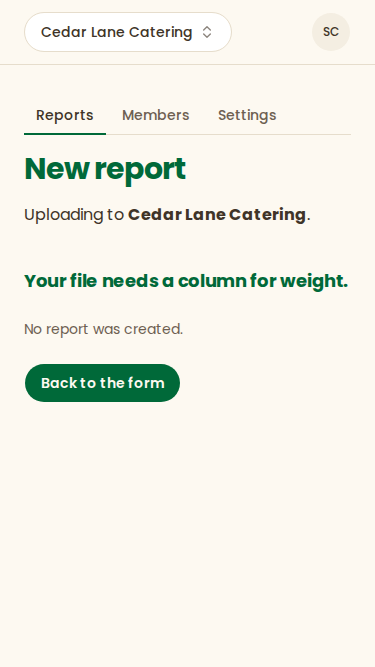 Cedar Lane Catering
SC
Reports
Members
Settings
New report
Uploading to Cedar Lane Catering.
Your file needs a column for weight.
No report was created.
Back to the form